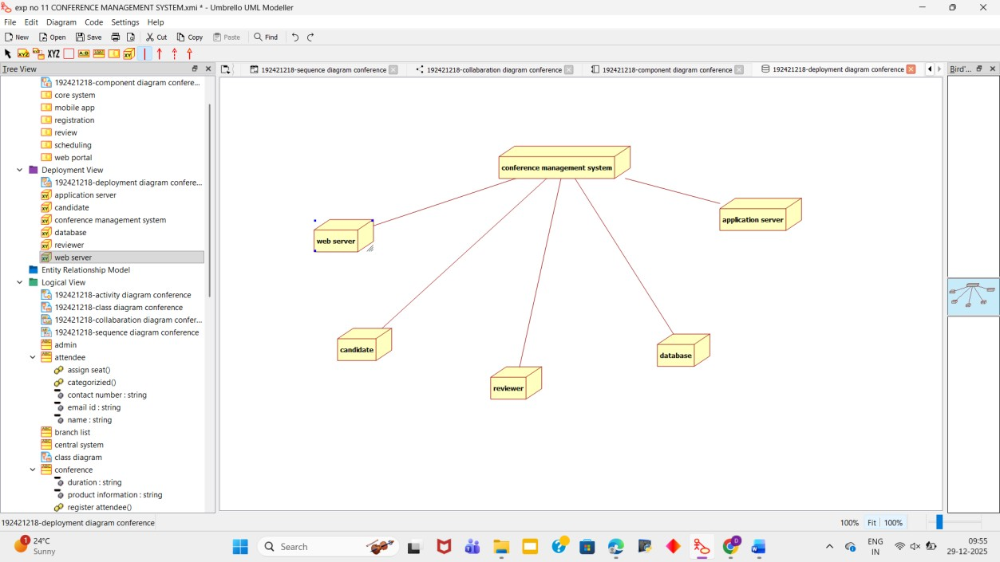 exp no 11 CONFERENCE MANAGEMENT SYSTEM.xmi * - Umbrello UML Modeller
File Edit Diagram Code Settings Help
New Open Save Cut Copy Paste Find
XYZ
Tree View
192421218-sequence diagram conference
192421218-collabaration diagram conference
192421218-component diagram conference
192421218-deployment diagram conference
Bird'...
192421218-component diagram confere...
core system
mobile app
registration
review
scheduling
web portal
Deployment View
192421218-deployment diagram confere...
application server
candidate
conference management system
database
reviewer
web server
Entity Relationship Model
Logical View
192421218-activity diagram conference
192421218-class diagram conference
192421218-collabaration diagram confer...
192421218-sequence diagram conference
admin
attendee
assign seat()
categorizied()
contact number : string
email id : string
name : string
branch list
central system
class diagram
conference
duration : string
product information : string
register attendee()
conference management system
application server
web server
candidate
database
reviewer
192421218-deployment diagram conference
100% Fit 100%
1
24°C
Sunny
Search
D
ENG
IN
09:55
29-12-2025